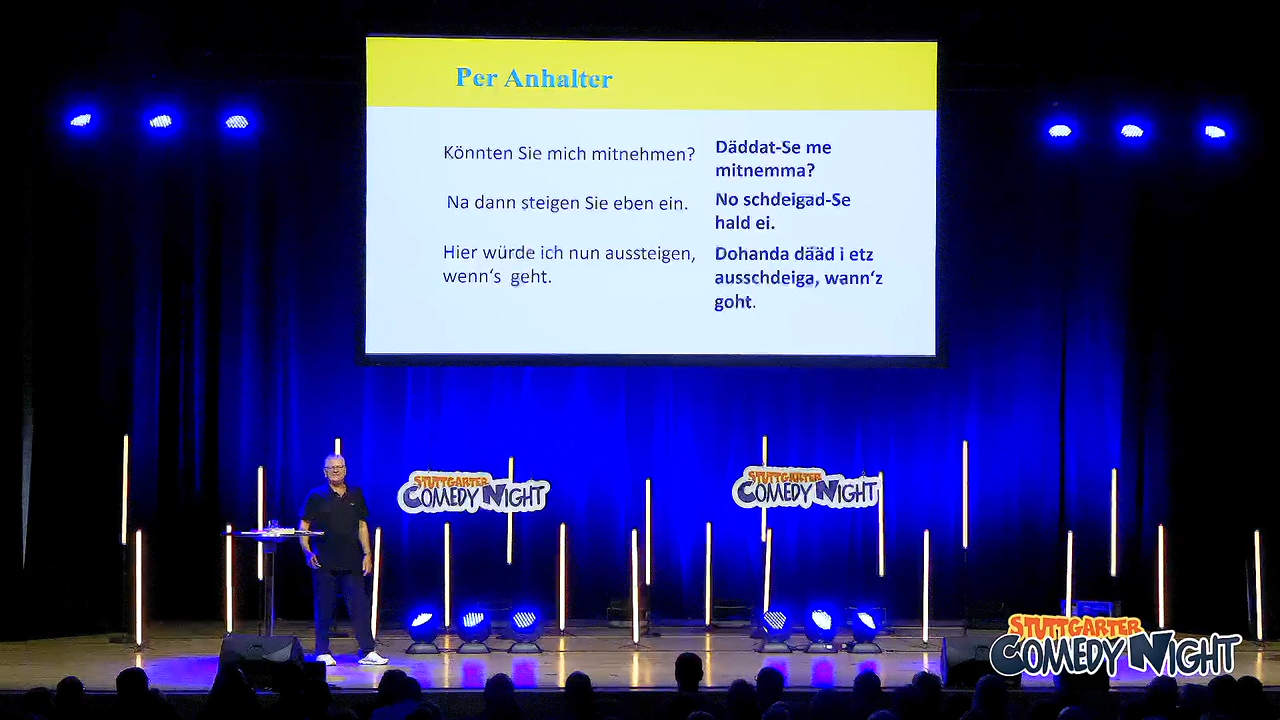 Per Anhalter
Könnten Sie mich mitnehmen?
Däddat-Se me
mitnemma?
Na dann steigen Sie eben ein.
No schdeigad-Se
hald ei.
Hier würde ich nun aussteigen,
wenn‘s geht.
Dohanda dääd i etz
ausschdeiga, wann‘z
goht.
STUTTGARTER
COMEDY NIGHT
STUTTGARTER
COMEDY NIGHT
STUTTGARTER
COMEDY NIGHT